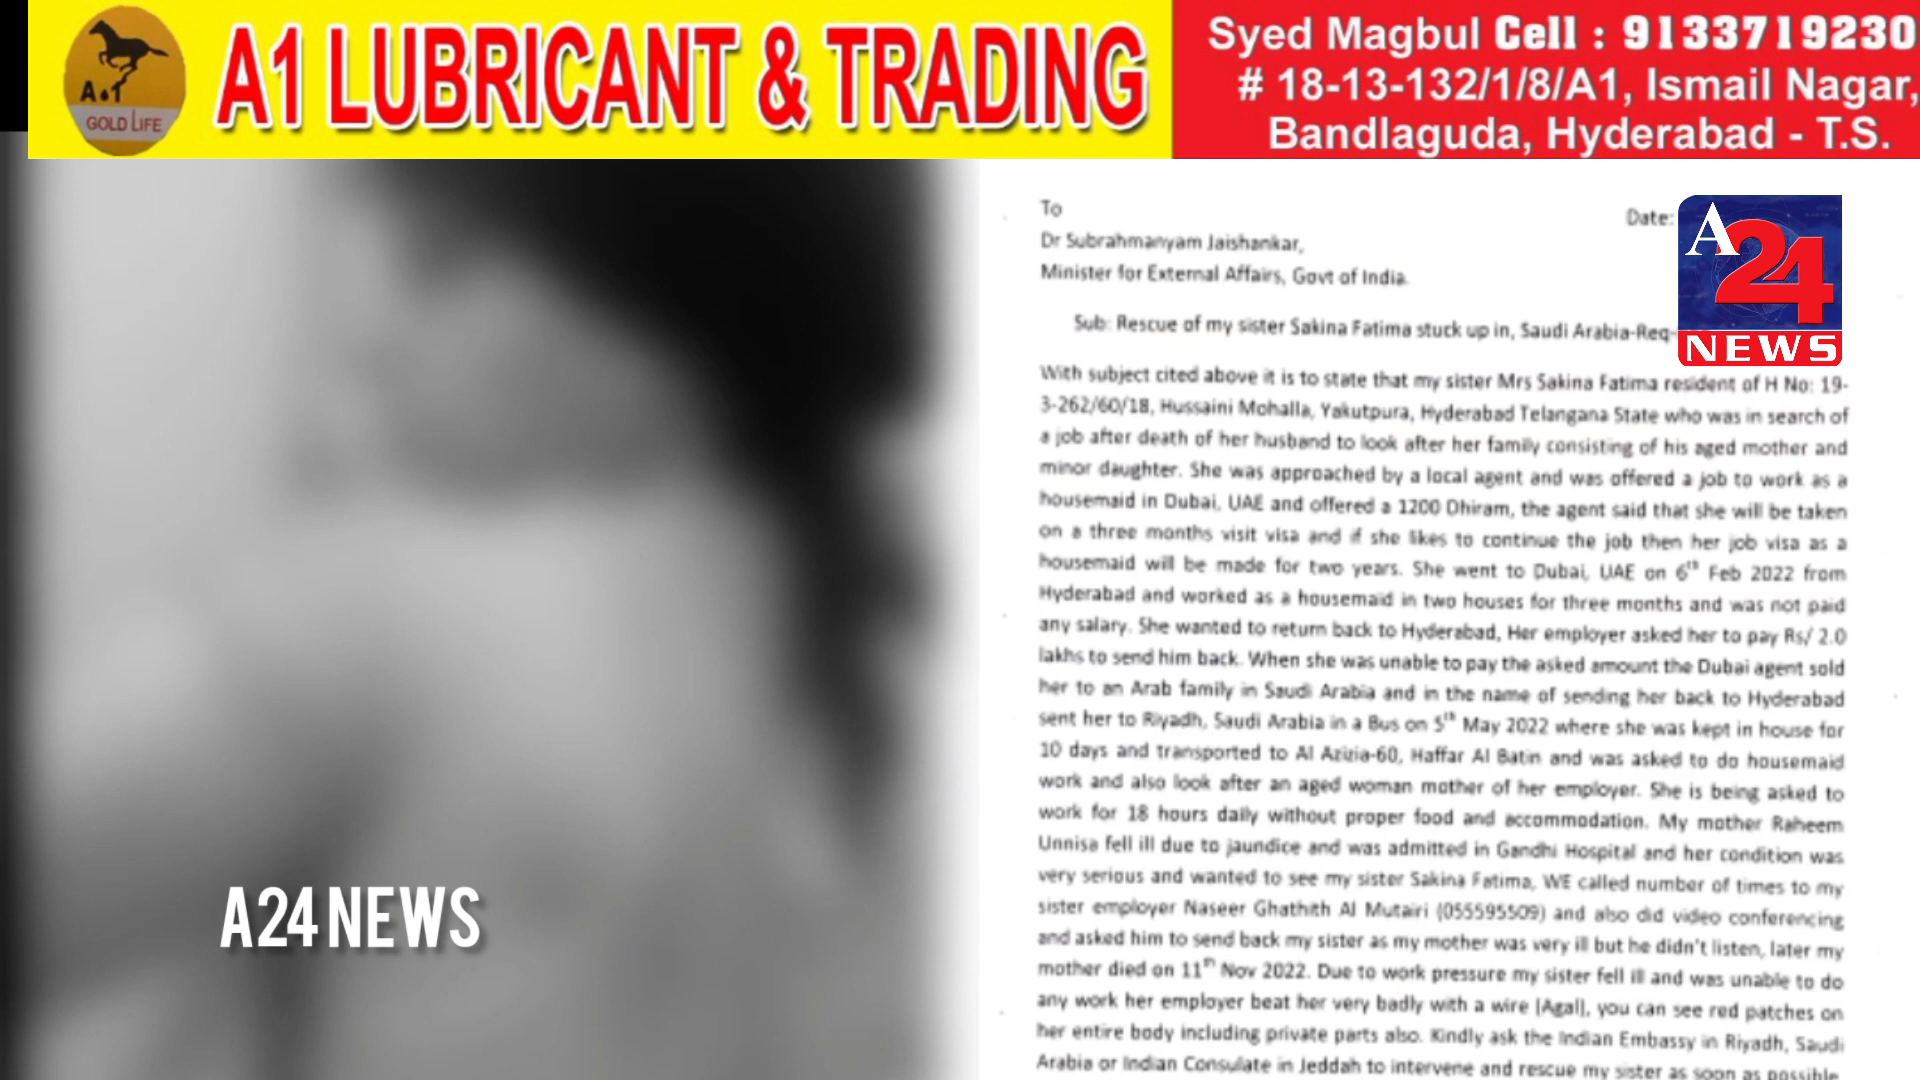 A1 LUBRICANT & TRADING
A1
GOLD LIFE
Syed Magbul Cell : 9133719230
# 18-13-132/1/8/A1, Ismail Nagar,
Bandlaguda, Hyderabad - T.S.
A24 NEWS
A24
NEWS
To
Date:
Dr Subrahmanyam Jaishankar,
Minister for External Affairs, Govt of India.
Sub: Rescue of my sister Sakina Fatima stuck up in, Saudi Arabia-Req-
With subject cited above it is to state that my sister Mrs Sakina Fatima resident of H No: 19-
3-262/60/18, Hussaini Mohalla, Yakutpura, Hyderabad Telangana State who was in search of
a job after death of her husband to look after her family consisting of his aged mother and
minor daughter. She was approached by a local agent and was offered a job to work as a
housemaid in Dubai, UAE and offered a 1200 Dhiram, the agent said that she will be taken
on a three months visit visa and if she likes to continue the job then her job visa as a
housemaid will be made for two years. She went to Dubai, UAE on 6th Feb 2022 from
Hyderabad and worked as a housemaid in two houses for three months and was not paid
any salary. She wanted to return back to Hyderabad, Her employer asked her to pay Rs/ 2.0
lakhs to send him back. When she was unable to pay the asked amount the Dubai agent sold
her to an Arab family in Saudi Arabia and in the name of sending her back to Hyderabad
sent her to Riyadh, Saudi Arabia in a Bus on 5th May 2022 where she was kept in house for
10 days and transported to Al Azizia-60, Haffar Al Batin and was asked to do housemaid
work and also look after an aged woman mother of her employer. She is being asked to
work for 18 hours daily without proper food and accommodation. My mother Raheem
Unnisa fell ill due to jaundice and was admitted in Gandhi Hospital and her condition was
very serious and wanted to see my sister Sakina Fatima, WE called number of times to my
sister employer Naseer Ghathith Al Mutairi (055595509) and also did video conferencing
and asked him to send back my sister as my mother was very ill but he didn't listen, later my
mother died on 11th Nov 2022. Due to work pressure my sister fell ill and was unable to do
any work her employer beat her very badly with a wire (Agal), you can see red patches on
her entire body including private parts also. Kindly ask the Indian Embassy in Riyadh, Saudi
Arabia or Indian Consulate in Jeddah to intervene and rescue my sister as soon as possible